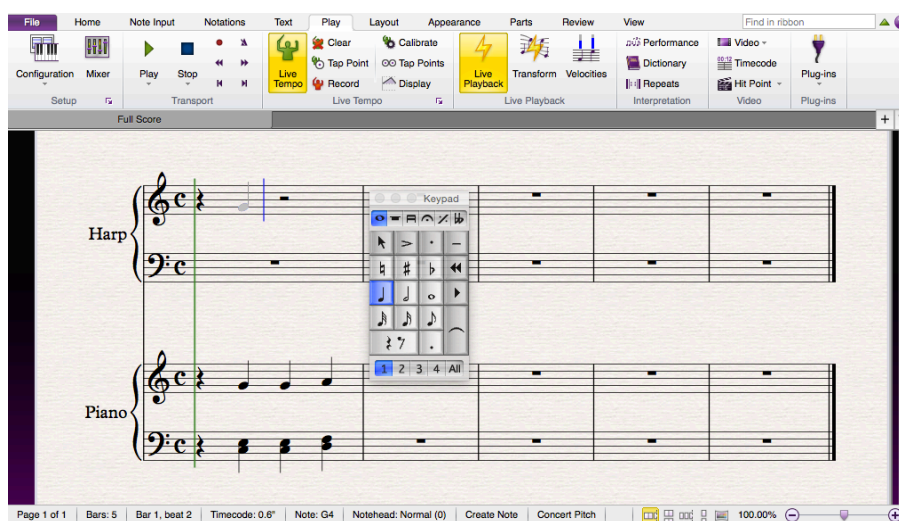 File Home Note Input Notations Text Play Layout Appearance Parts Review View Find in ribbon
Clear Calibrate Performance Video
Tap Point Tap Points Dictionary Timecode
Configuration Mixer Play Stop Live Tempo Record Display Live Playback Transform Velocities Repeats Hit Point Plug-ins
Setup Transport Live Tempo Live Playback Interpretation Video Plug-ins
Full Score
Keypad
Harp
1 2 3 4 All
Piano
Page 1 of 1 Bars: 5 Bar 1, beat 2 Timecode: 0.6" Note: G4 Notehead: Normal (0) Create Note Concert Pitch 100.00%